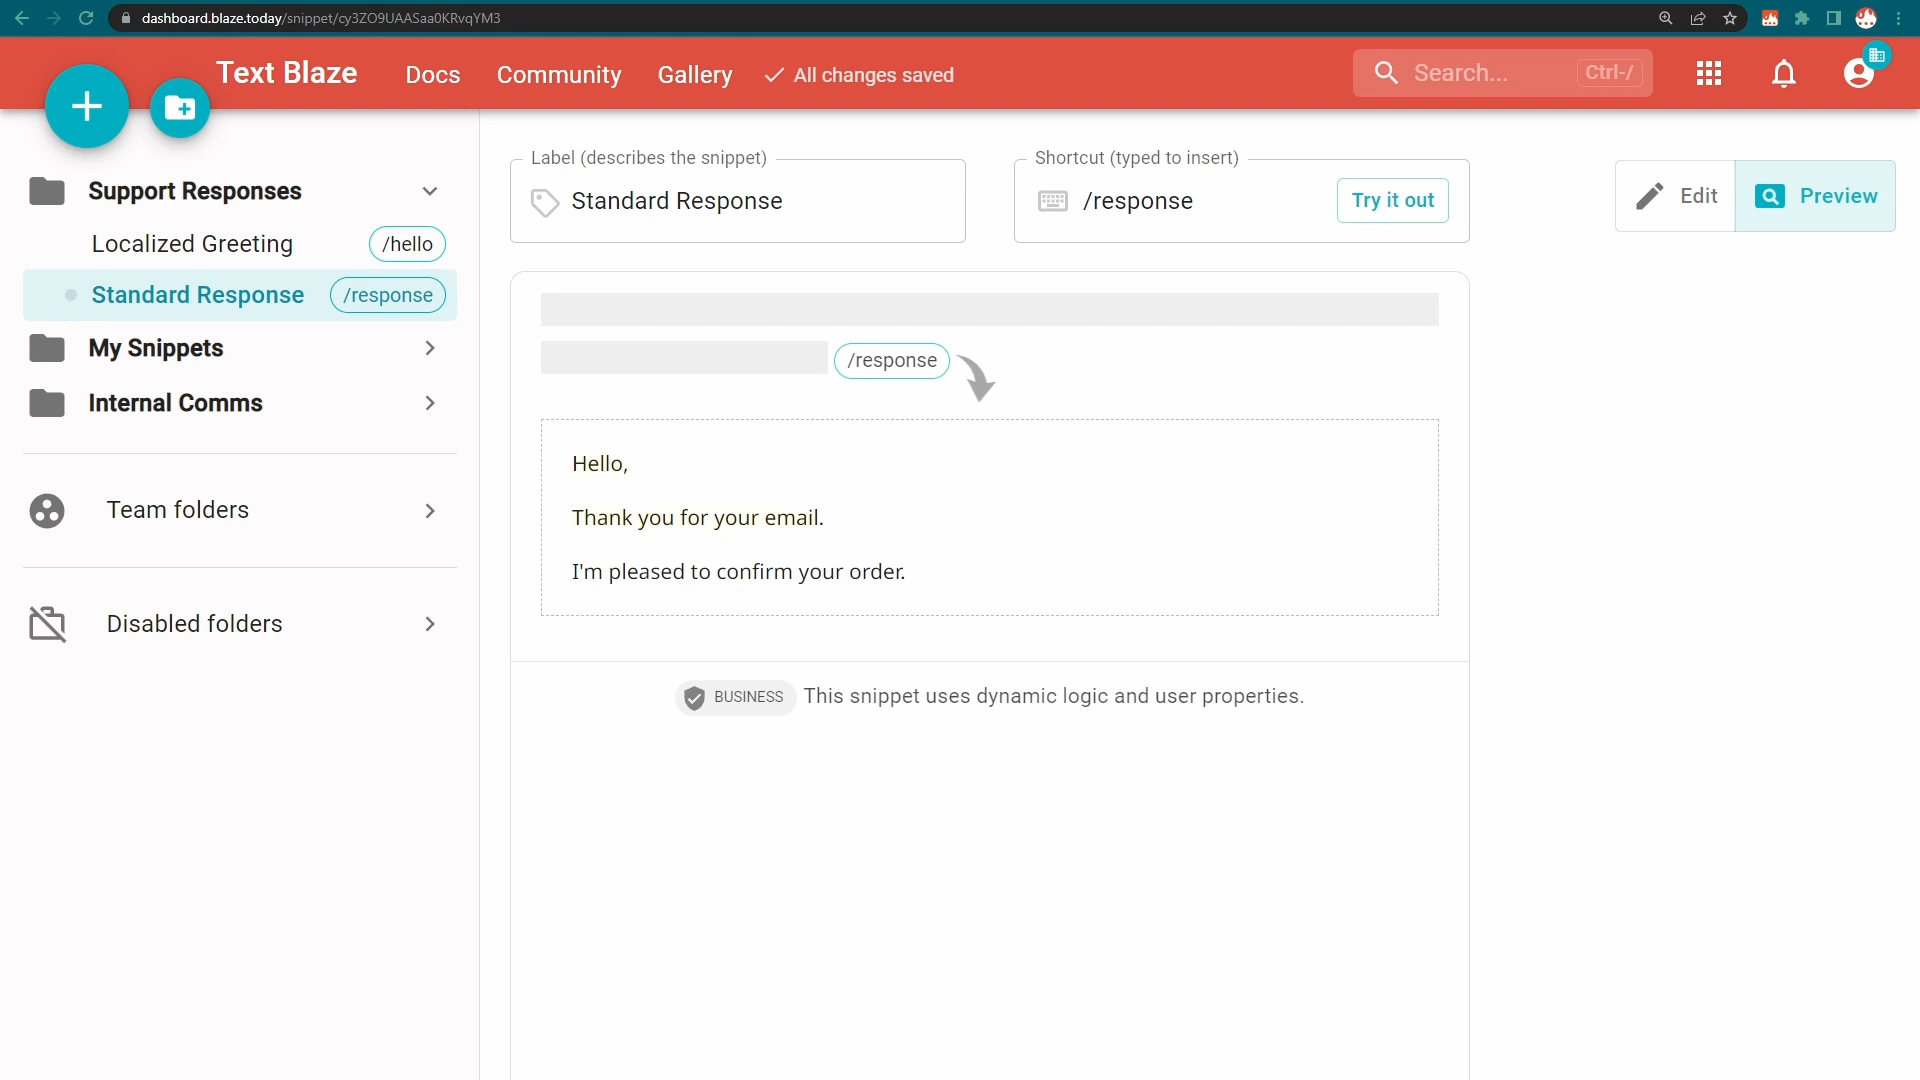 dashboard.blaze.today/snippet/cy3ZO9UAASaa0KRvqYM3
Text Blaze
Docs
Community
Gallery
All changes saved
Search...
Ctrl-/
Support Responses
Localized Greeting
/hello
Standard Response
/response
My Snippets
Internal Comms
Team folders
Disabled folders
Label (describes the snippet)
Standard Response
Shortcut (typed to insert)
/response
Try it out
Edit
Preview
/response
Hello,
Thank you for your email.
I'm pleased to confirm your order.
BUSINESS This snippet uses dynamic logic and user properties.